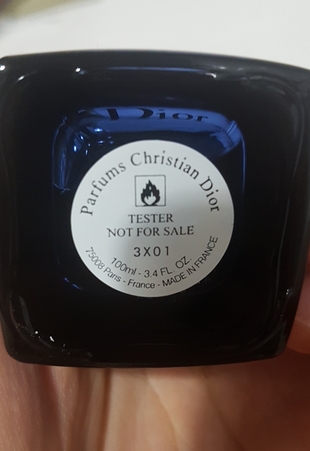 Dior
Parfums Christian Dior
TESTER
NOT FOR SALE
3X01
100ml - 3.4 FL. OZ
75008 Paris - France - MADE IN FRANCE